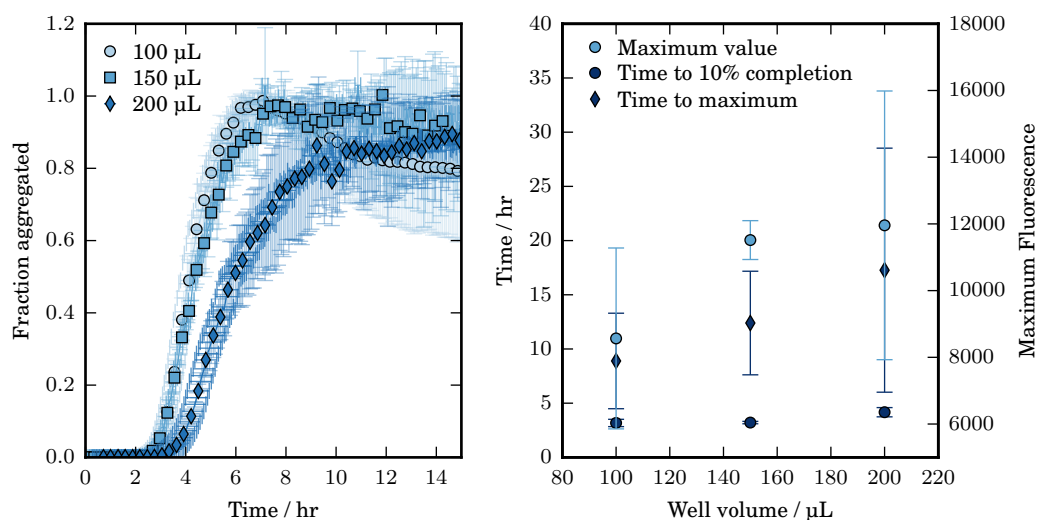 1.2
1.0
0.8
0.6
0.4
0.2
0.0
Fraction aggregated
100 µL
150 µL
200 µL
0 2 4 6 8 10 12 14
Time / hr
40
35
30
25
20
15
10
5
0
Time / hr
Maximum value
Time to 10% completion
Time to maximum
80 100 120 140 160 180 200 220
Well volume / µL
18000
16000
14000
12000
10000
8000
6000
Maximum Fluorescence